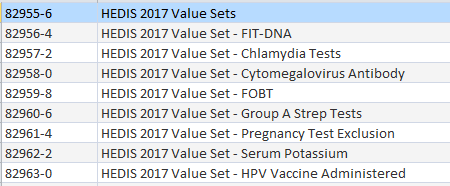 82955-6 HEDIS 2017 Value Sets
82956-4 HEDIS 2017 Value Set - FIT-DNA
82957-2 HEDIS 2017 Value Set - Chlamydia Tests
82958-0 HEDIS 2017 Value Set - Cytomegalovirus Antibody
82959-8 HEDIS 2017 Value Set - FOBT
82960-6 HEDIS 2017 Value Set - Group A Strep Tests
82961-4 HEDIS 2017 Value Set - Pregnancy Test Exclusion
82962-2 HEDIS 2017 Value Set - Serum Potassium
82963-0 HEDIS 2017 Value Set - HPV Vaccine Administered